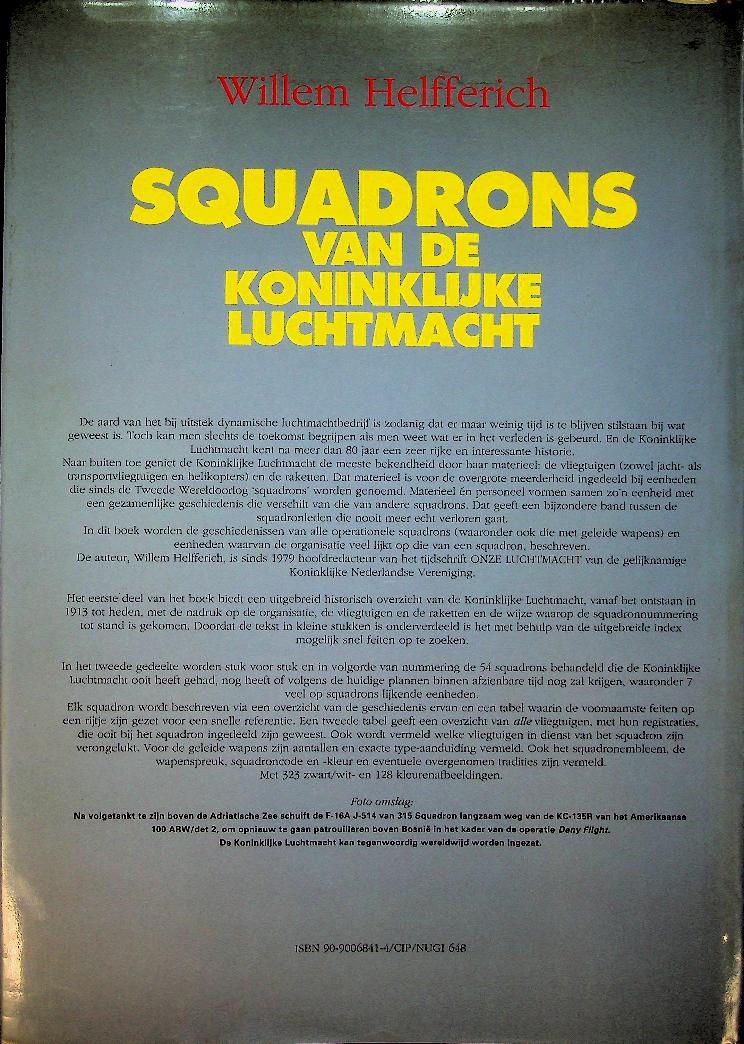 Willem Helfferich
SQUADRONS
VAN DE
KONINKLIJKE
LUCHTMACHT
De aard van het bij uitstek dynamische luchtmachtbedrijf is zodanig dat er maar weinig tijd is te blijven stilstaan bij wat
geweest is. Toch kan men slechts de toekomst begrijpen als men weet wat er in het verleden is gebeurd. En de Koninklijke
Luchtmacht kent na meer dan 80 jaar een zeer rijke en interessante historie.
Naar buiten toe geniet de Koninklijke Luchtmacht de meeste bekendheid door haar materieel: de vliegtuigen (zowel jacht- als
transportvliegtuigen en helikopters) en de raketten. Dat materieel is voor de overgrote meerderheid ingedeeld bij eenheden
die sinds de Tweede Wereldoorlog 'squadrons' worden genoemd. Materieel én personeel vormen samen zo'n eenheid met
een gezamenlijke geschiedenis die verschilt van die van andere squadrons. Dat geeft een bijzondere band tussen de
squadronleden die nooit meer echt verloren gaat.
In dit boek worden de geschiedenissen van alle operationele squadrons (waaronder ook die met geleide wapens) en
eenheden waarvan de organisatie veel lijkt op die van een squadron, beschreven.
De auteur, Willem Helfferich, is sinds 1979 hoofdredacteur van het tijdschrift ONZE LUCHTMACHT van de gelijknamige
Koninklijke Nederlandse Vereniging.
Het eerste deel van het boek biedt een uitgebreid historisch overzicht van de Koninklijke Luchtmacht, vanaf het ontstaan in
1913 tot heden, met de nadruk op de organisatie, de vliegtuigen en de raketten en de wijze waarop de squadronnummering
tot stand is gekomen. Doordat de tekst in kleine stukken is onderverdeeld is het met behulp van de uitgebreide index
mogelijk snel feiten op te zoeken.
In het tweede gedeelte worden stuk voor stuk en in volgorde van nummering de 54 squadrons behandeld die de Koninklijke
Luchtmacht ooit heeft gehad, nog heeft of volgens de huidige plannen binnen afzienbare tijd nog zal krijgen, waaronder 7
veel op squadrons lijkende eenheden.
Elk squadron wordt beschreven via een overzicht van de geschiedenis ervan en een tabel waarin de voornaamste feiten op
een rijtje zijn gezet voor een snelle referentie. Een tweede tabel geeft een overzicht van alle vliegtuigen, met hun registraties,
die ooit bij het squadron ingedeeld zijn geweest. Ook wordt vermeld welke vliegtuigen in dienst van het squadron zijn
verongelukt. Voor de geleide wapens zijn aantallen en exacte type-aanduiding vermeld. Ook het squadronembleem, de
wapenspreuk, squadroncode en -kleur en eventuele overgenomen tradities zijn vermeld.
Met 323 zwart/wit- en 128 kleurenafbeeldingen.
Foto omslag:
Na volgetankt te zijn boven de Adriatische Zee schuift de F-16A J-514 van 315 Squadron langzaam weg van de KC-135R van het Amerikaanse
100 ARW/det 2, om opnieuw te gaan patrouilleren boven Bosnië in het kader van de operatie Deny Flight.
De Koninklijke Luchtmacht kan tegenwoordig wereldwijd worden ingezet.
ISBN 90-9006841-4/CIP/NUGI 648